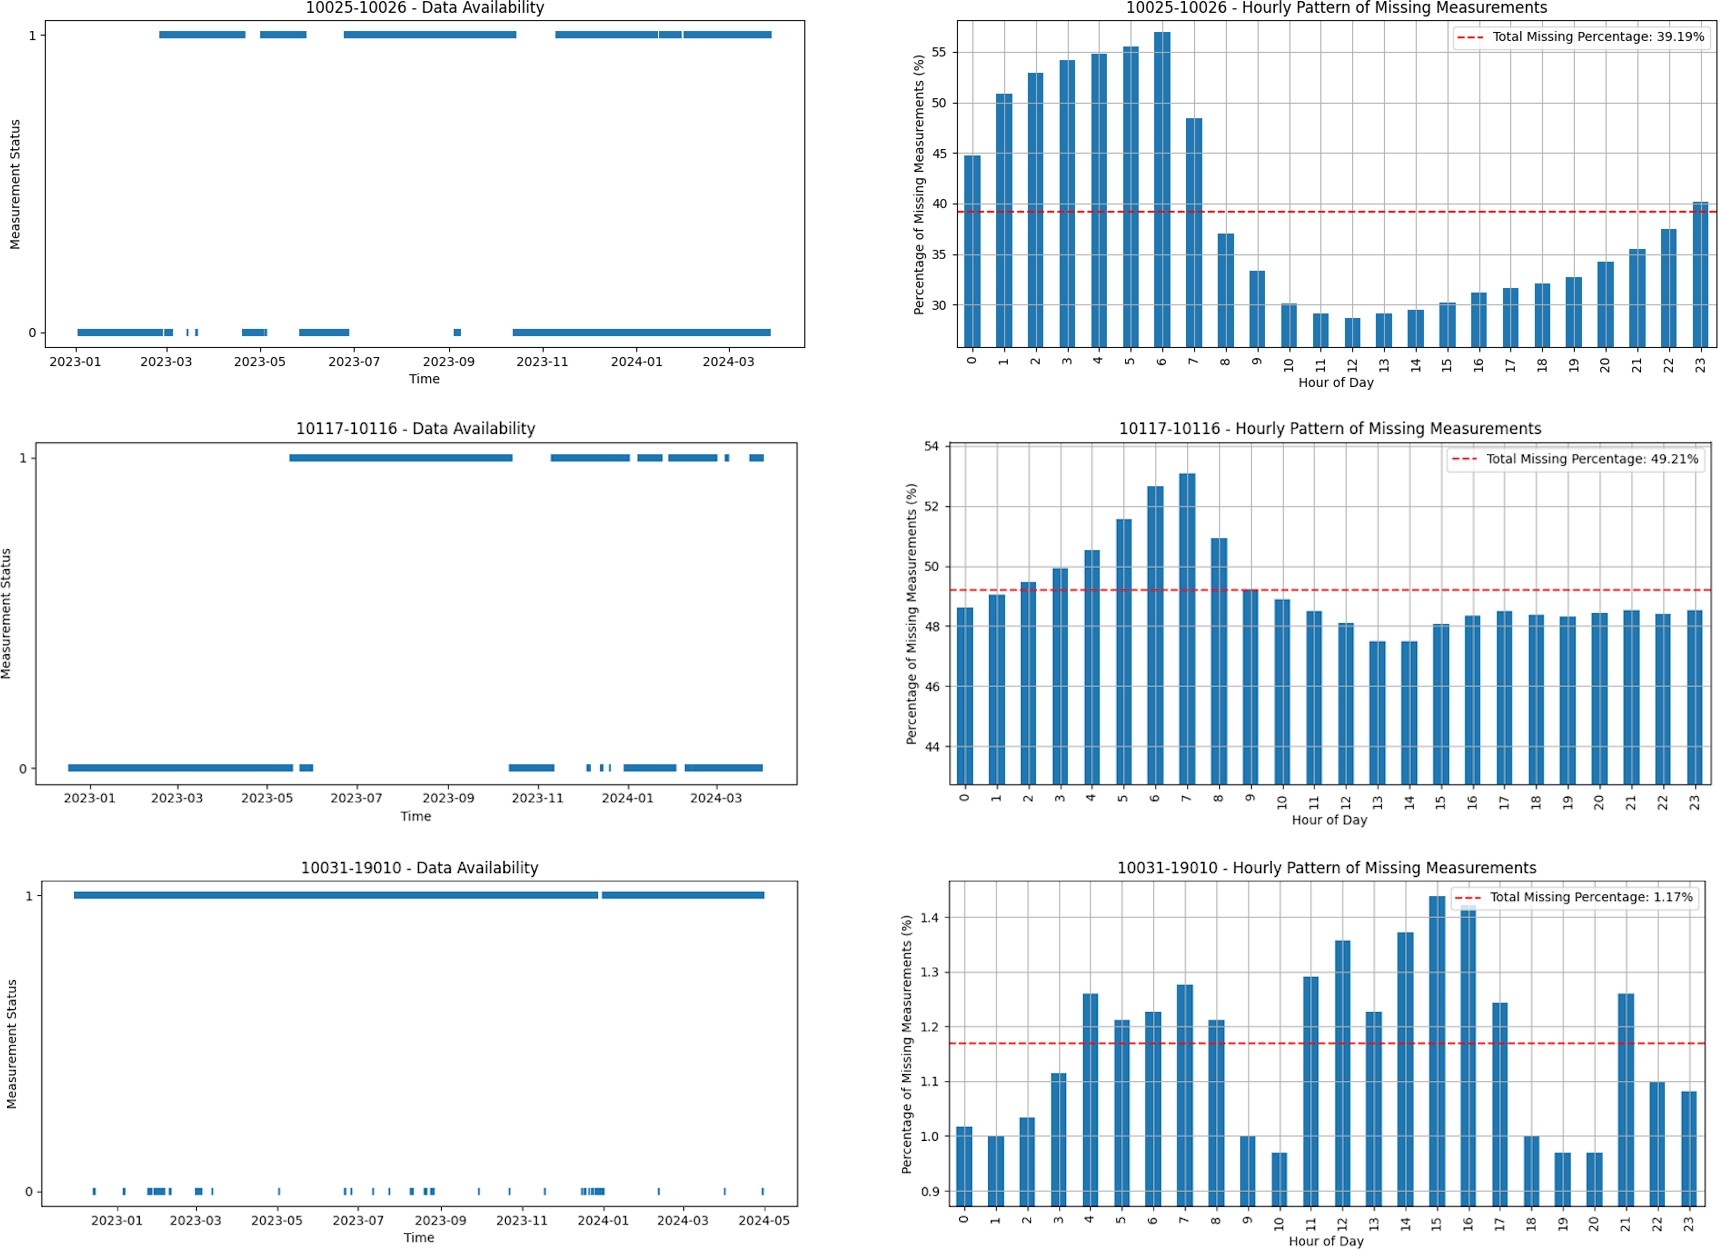 10025-10026 - Data Availability
Measurement Status
1
0
2023-01 2023-03 2023-05 2023-07 2023-09 2023-11 2024-01 2024-03
Time
10025-10026 - Hourly Pattern of Missing Measurements
Total Missing Percentage: 39.19%
Percentage of Missing Measurements (%)
55
50
45
40
35
30
0 1 2 3 4 5 6 7 8 9 10 11 12 13 14 15 16 17 18 19 20 21 22 23
Hour of Day
10117-10116 - Data Availability
Measurement Status
1
0
2023-01 2023-03 2023-05 2023-07 2023-09 2023-11 2024-01 2024-03
Time
10117-10116 - Hourly Pattern of Missing Measurements
Total Missing Percentage: 49.21%
Percentage of Missing Measurements (%)
54
52
50
48
46
44
0 1 2 3 4 5 6 7 8 9 10 11 12 13 14 15 16 17 18 19 20 21 22 23
Hour of Day
10031-19010 - Data Availability
Measurement Status
1
0
2023-01 2023-03 2023-05 2023-07 2023-09 2023-11 2024-01 2024-03 2024-05
Time
10031-19010 - Hourly Pattern of Missing Measurements
Total Missing Percentage: 1.17%
Percentage of Missing Measurements (%)
1.4
1.3
1.2
1.1
1.0
0.9
0 1 2 3 4 5 6 7 8 9 10 11 12 13 14 15 16 17 18 19 20 21 22 23
Hour of Day